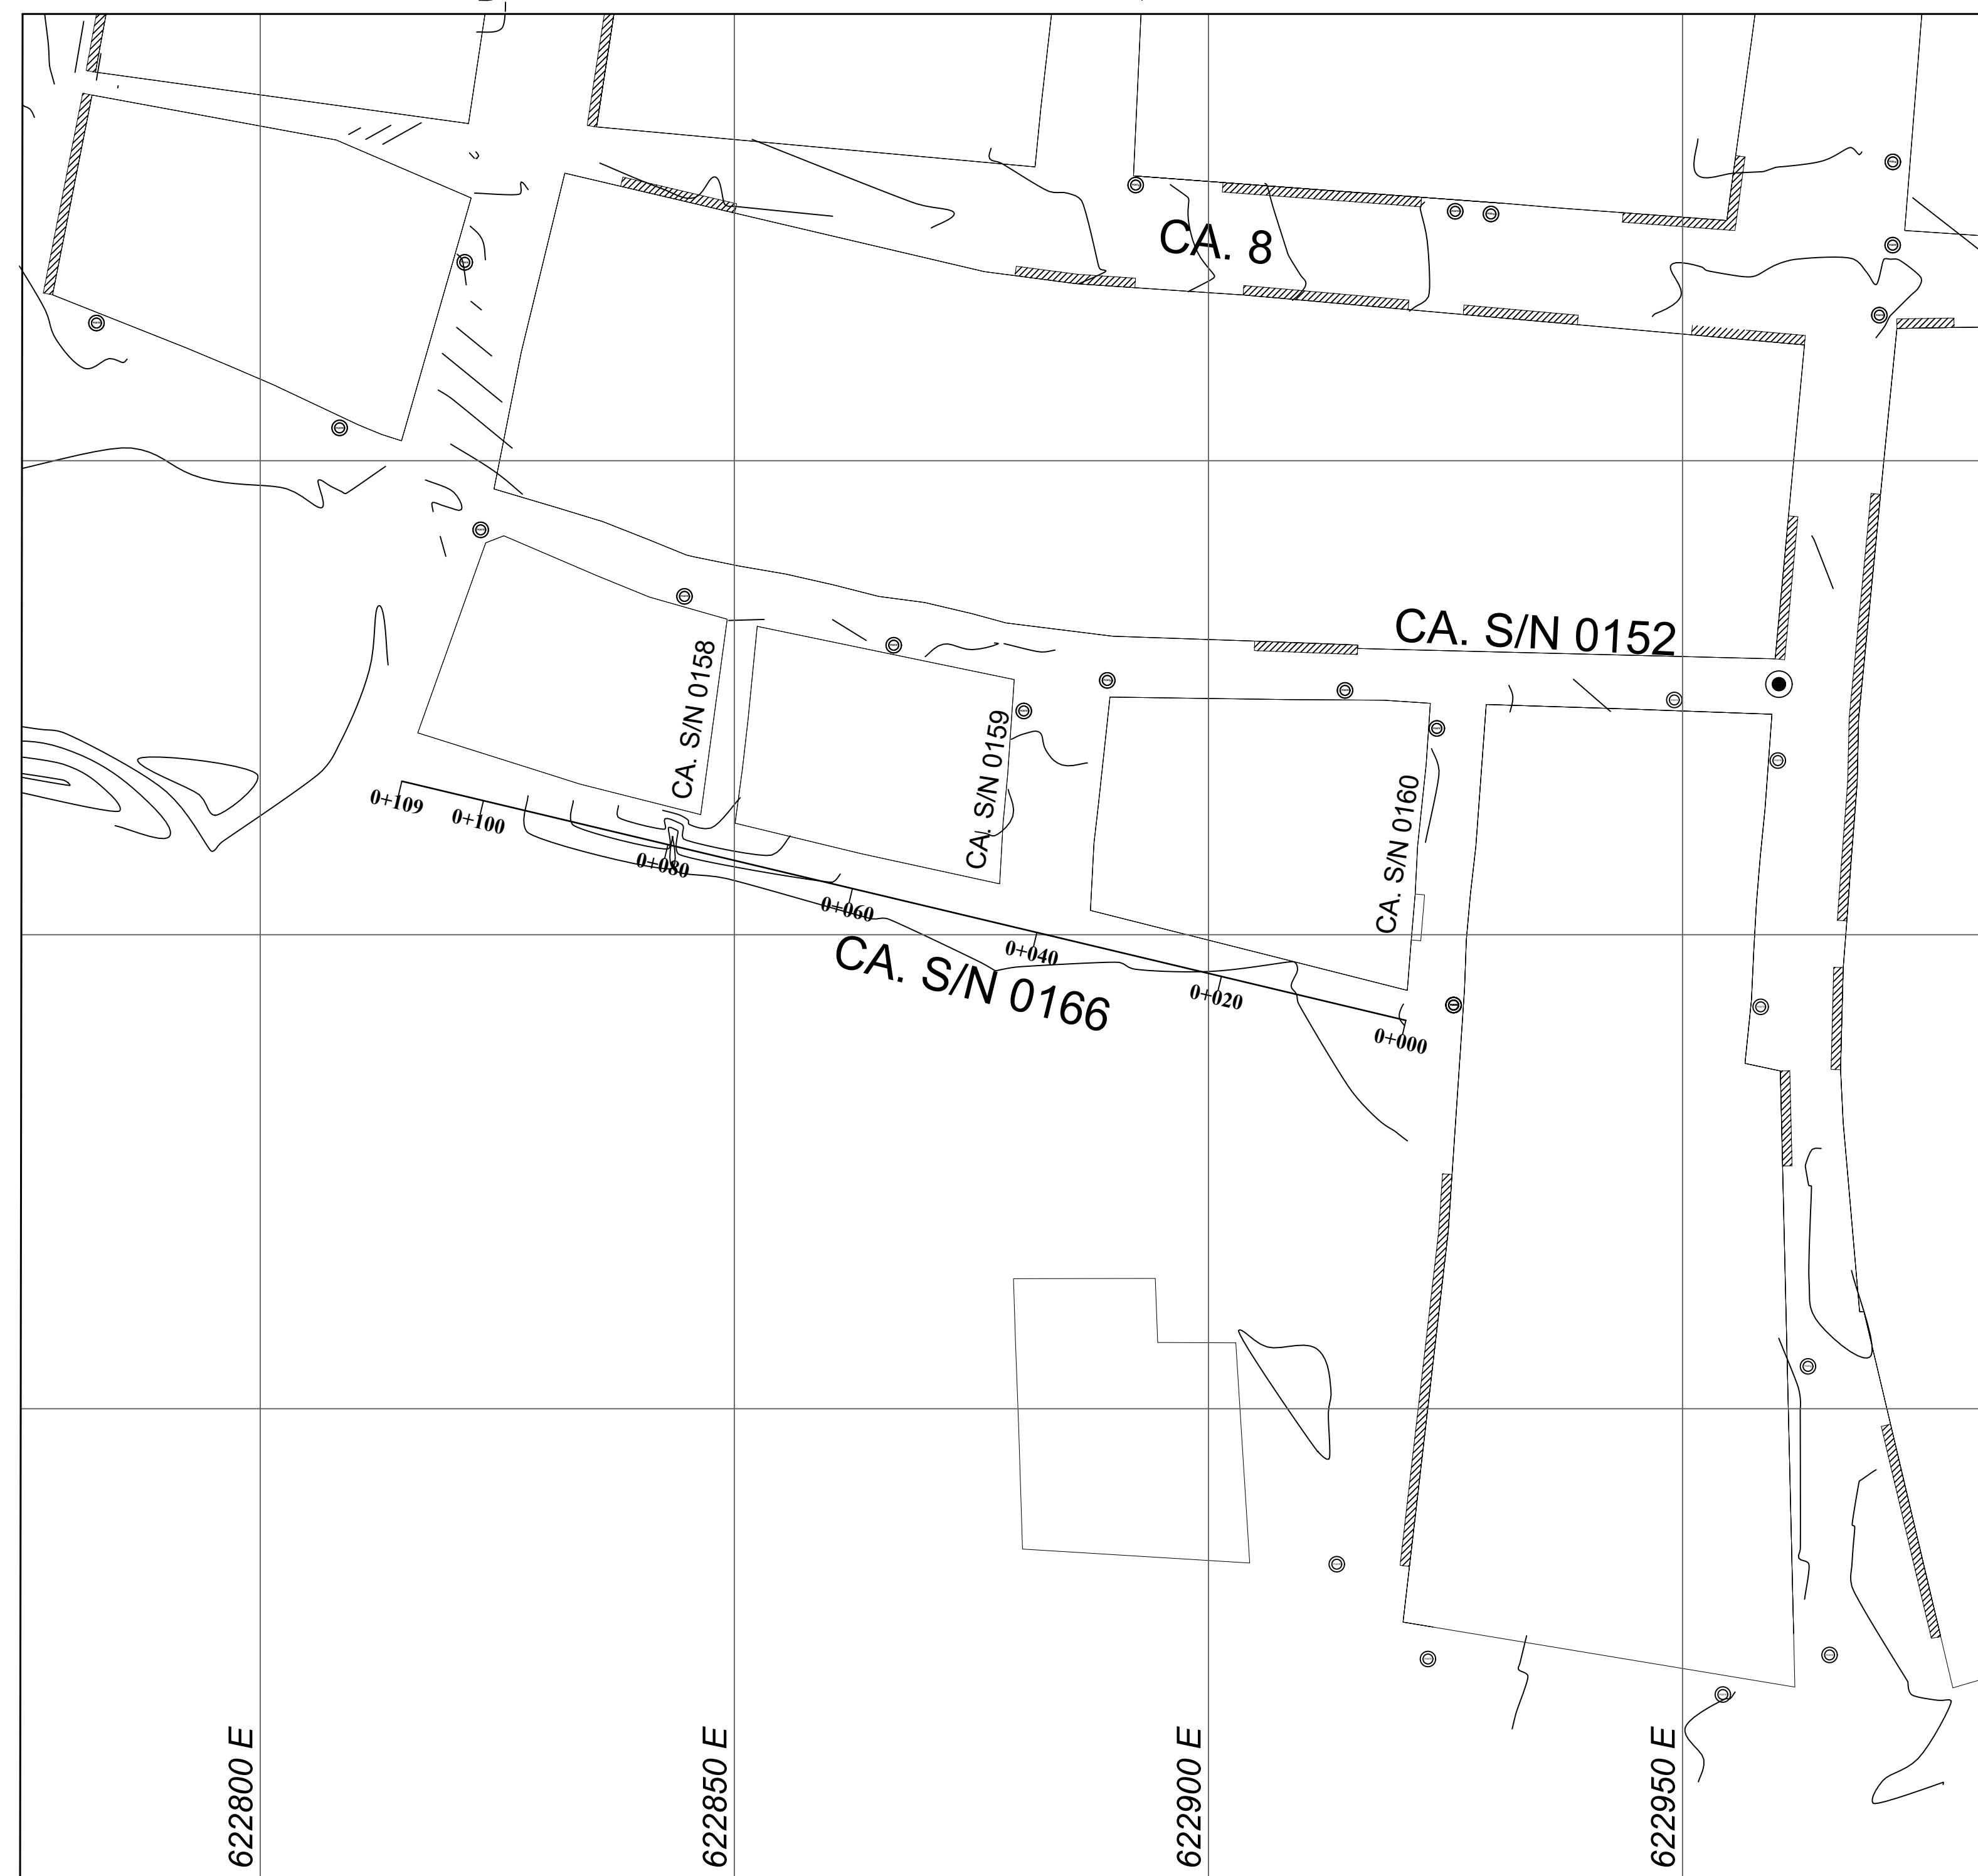 CA. 8
CA. S/N 0152
CA. S/N 0158
CA. S/N 0159
CA. S/N 0160
0+109
0+100
0+080
0+060
0+040
0+020
0+000
CA. S/N 0166
622800 E
622850 E
622900 E
622950 E